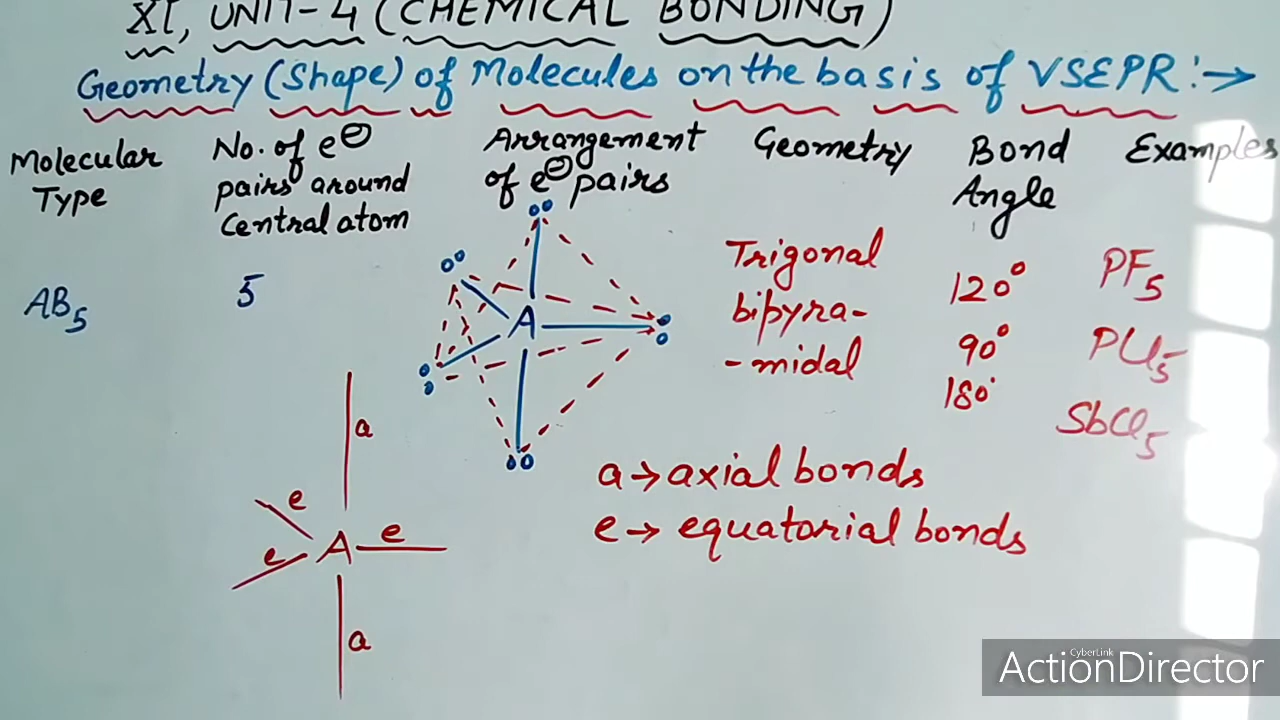 XI, UNIT-4 (CHEMICAL BONDING)
Geometry (Shape) of Molecules on the basis of VSEPR:→
Molecular
Type
No. of e⊖
pairs around
Central atom
Arrangement
of e⊖ pairs
Geometry
Bond
Angle
Examples
AB₅
5
A
Trigonal
bipyra-
-midal
120°
90°
180°
PF₅
PCl₅
SbCl₅
a
e
e
A
e
a
a → axial bonds
e → equatorial bonds
CyberLink
ActionDirector